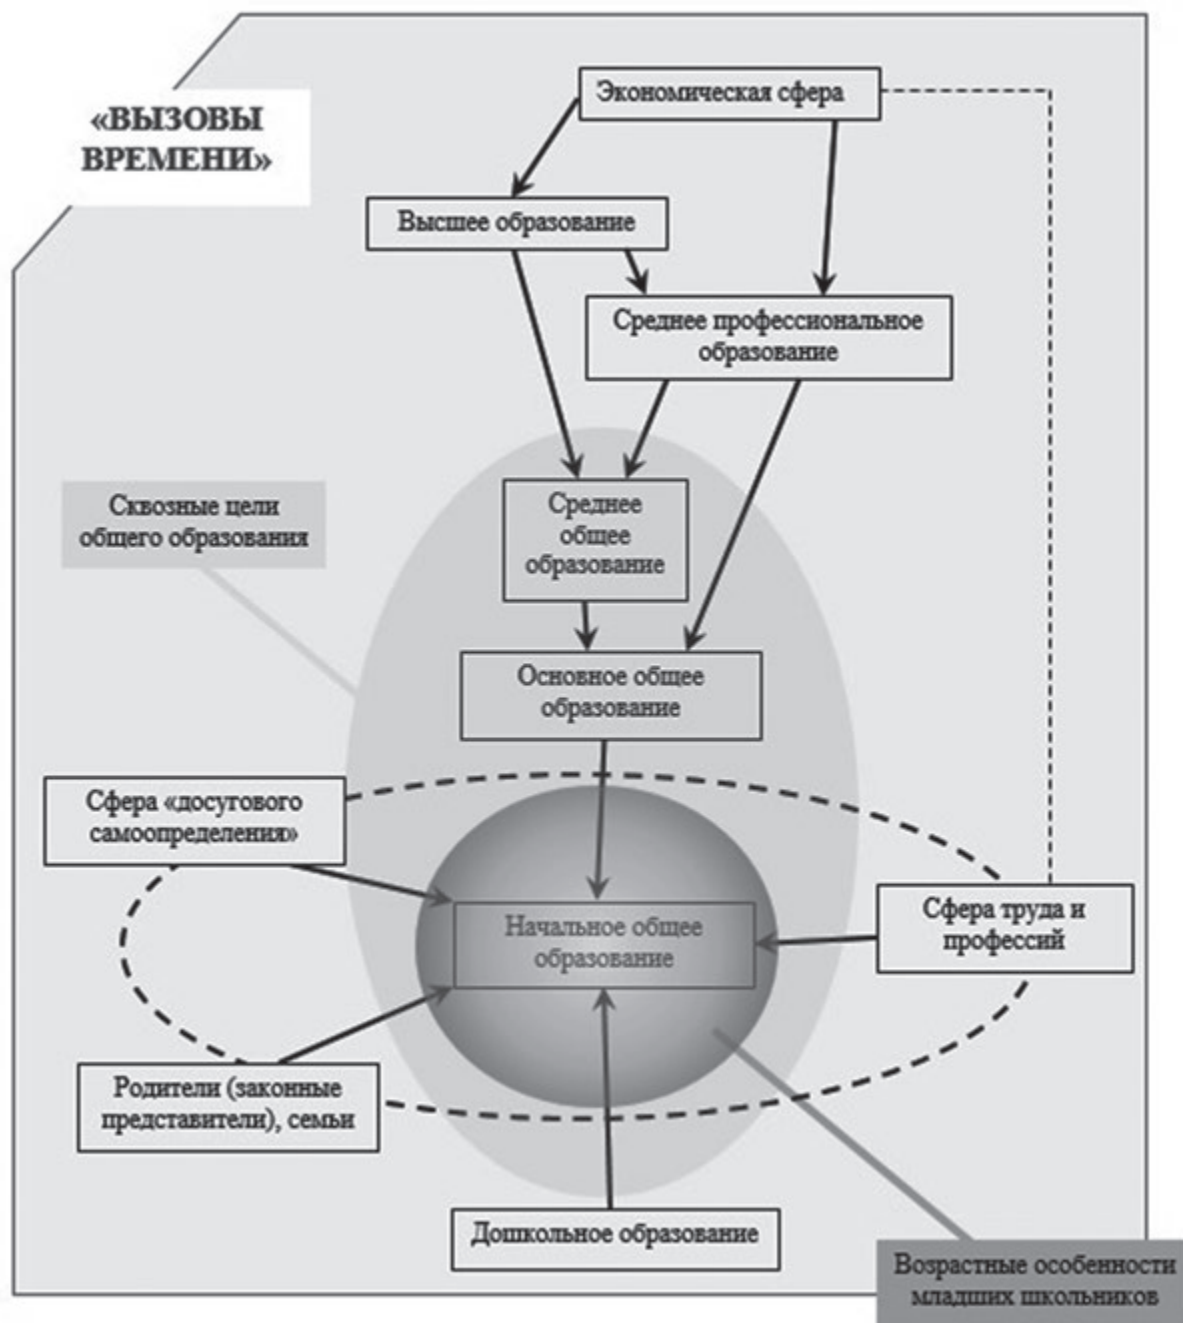 «ВЫЗОВЫ
ВРЕМЕНИ»
Экономическая сфера
Высшее образование
Среднее профессиональное
образование
Сквозные цели
общего образования
Среднее
общее
образование
Основное общее
образование
Сфера «досугового
самоопределения»
Начальное общее
образование
Сфера труда и
профессий
Родители (законные
представители), семьи
Дошкольное образование
Возрастные особенности
младших школьников